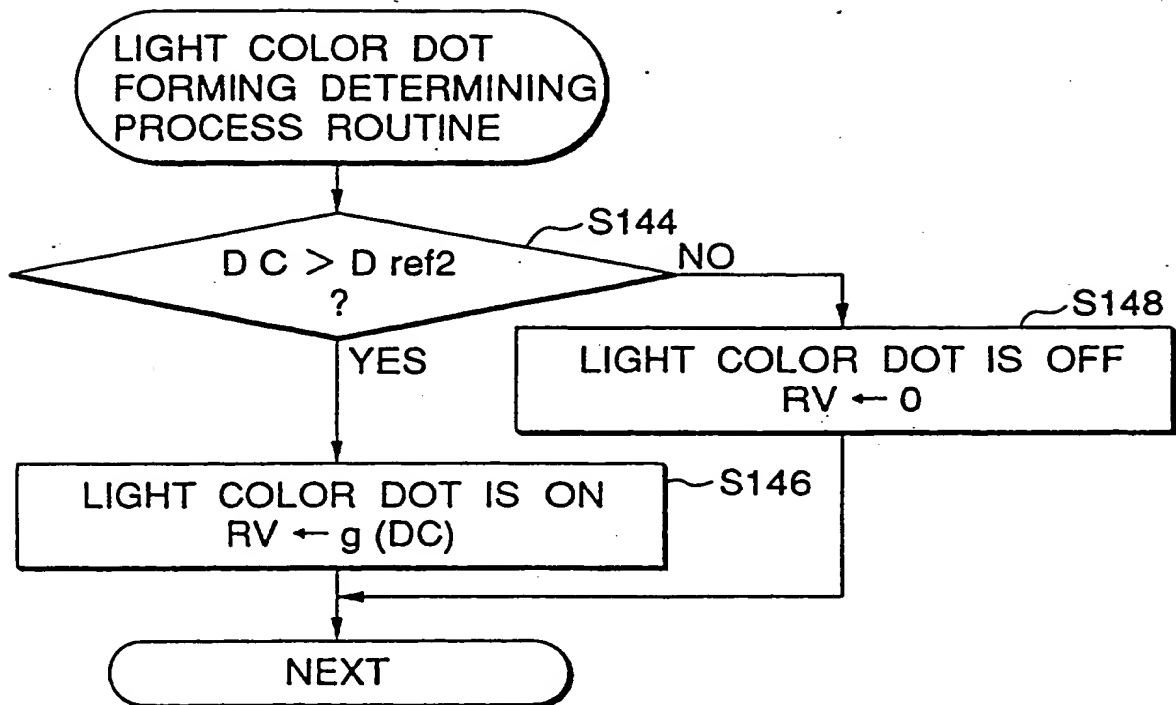 LIGHT COLOR DOT
FORMING DETERMINING
PROCESS ROUTINE
S144
D C > D ref2
?
NO
YES
S148
LIGHT COLOR DOT IS OFF
RV ← 0
LIGHT COLOR DOT IS ON
RV ← g (DC)
S146
NEXT